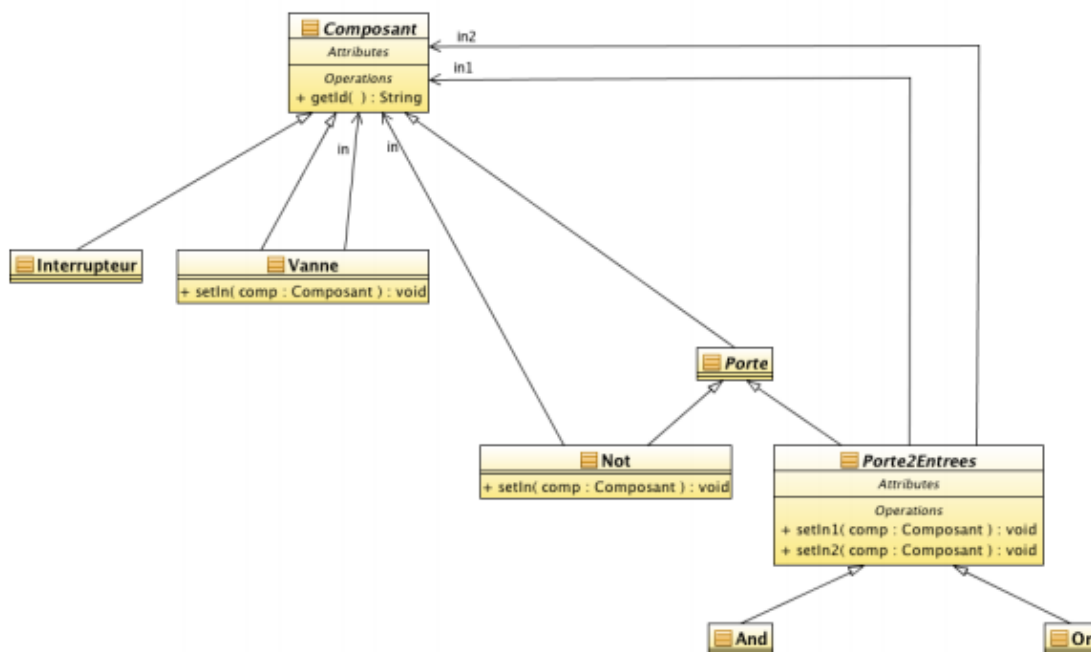 Composant
Attributes
Operations
+ getId( ) : String
in2
in1
in
in
Interrupteur
Vanne
+ setIn( comp : Composant ) : void
Porte
Not
+ setIn( comp : Composant ) : void
Porte2Entrees
Attributes
Operations
+ setIn1( comp : Composant ) : void
+ setIn2( comp : Composant ) : void
And
Or